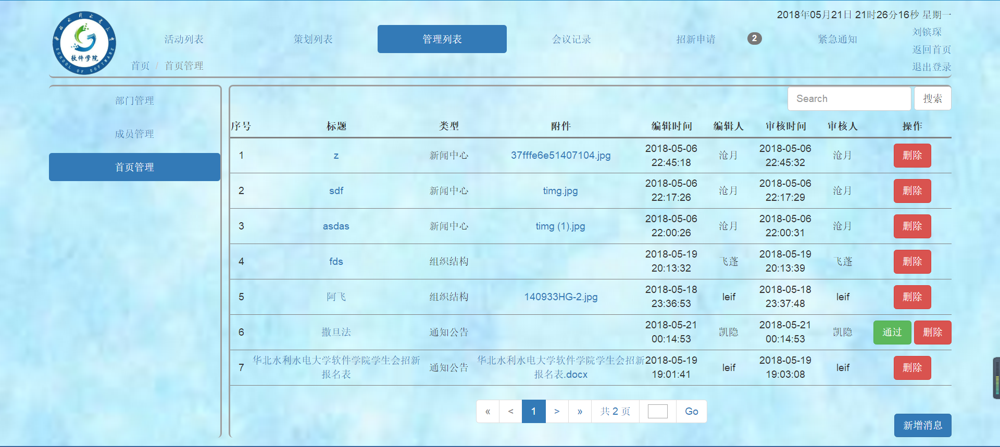 2018年05月21日 21时26分16秒 星期一
软件学院
SCHOOL OF SOFTWARE
活动列表
策划列表
管理列表
会议记录
招新申请
2
紧急通知
刘镔琛
返回首页
退出登录
首页 / 首页管理
部门管理
成员管理
首页管理
Search
搜索
序号 标题 类型 附件 编辑时间 编辑人 审核时间 审核人 操作
1 z 新闻中心 37fffe6e51407104.jpg 2018-05-06 22:45:18 沧月 2018-05-06 22:45:32 沧月 删除
2 sdf 新闻中心 timg.jpg 2018-05-06 22:17:26 沧月 2018-05-06 22:17:29 沧月 删除
3 asdas 新闻中心 timg (1).jpg 2018-05-06 22:00:26 沧月 2018-05-06 22:00:31 沧月 删除
4 fds 组织结构 2018-05-19 20:13:32 飞蓬 2018-05-19 20:13:39 飞蓬 删除
5 阿飞 组织结构 140933HG-2.jpg 2018-05-18 23:36:53 leif 2018-05-18 23:37:48 leif 删除
6 撒旦法 通知公告 2018-05-21 00:14:53 凯隐 2018-05-21 00:14:53 凯隐 通过 删除
7 华北水利水电大学软件学院学生会招新报名表 通知公告 华北水利水电大学软件学院学生会招新报名表.docx 2018-05-19 19:01:41 leif 2018-05-19 19:03:08 leif 删除
« < 1 > » 共 2 页 Go
新增消息